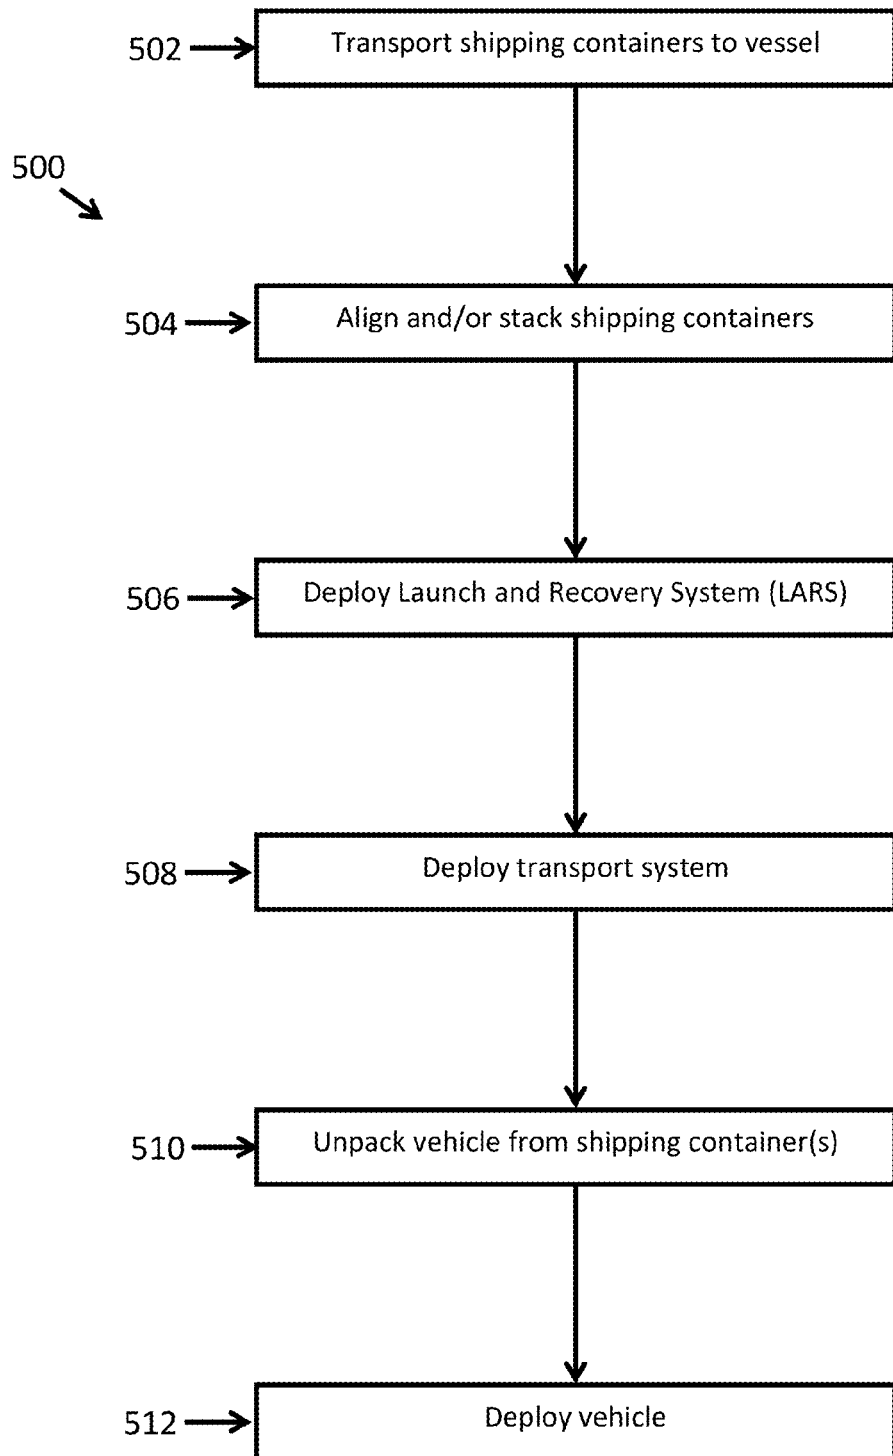 502 Transport shipping containers to vessel
500
504 Align and/or stack shipping containers
506 Deploy Launch and Recovery System (LARS)
508 Deploy transport system
510 Unpack vehicle from shipping container(s)
512 Deploy vehicle